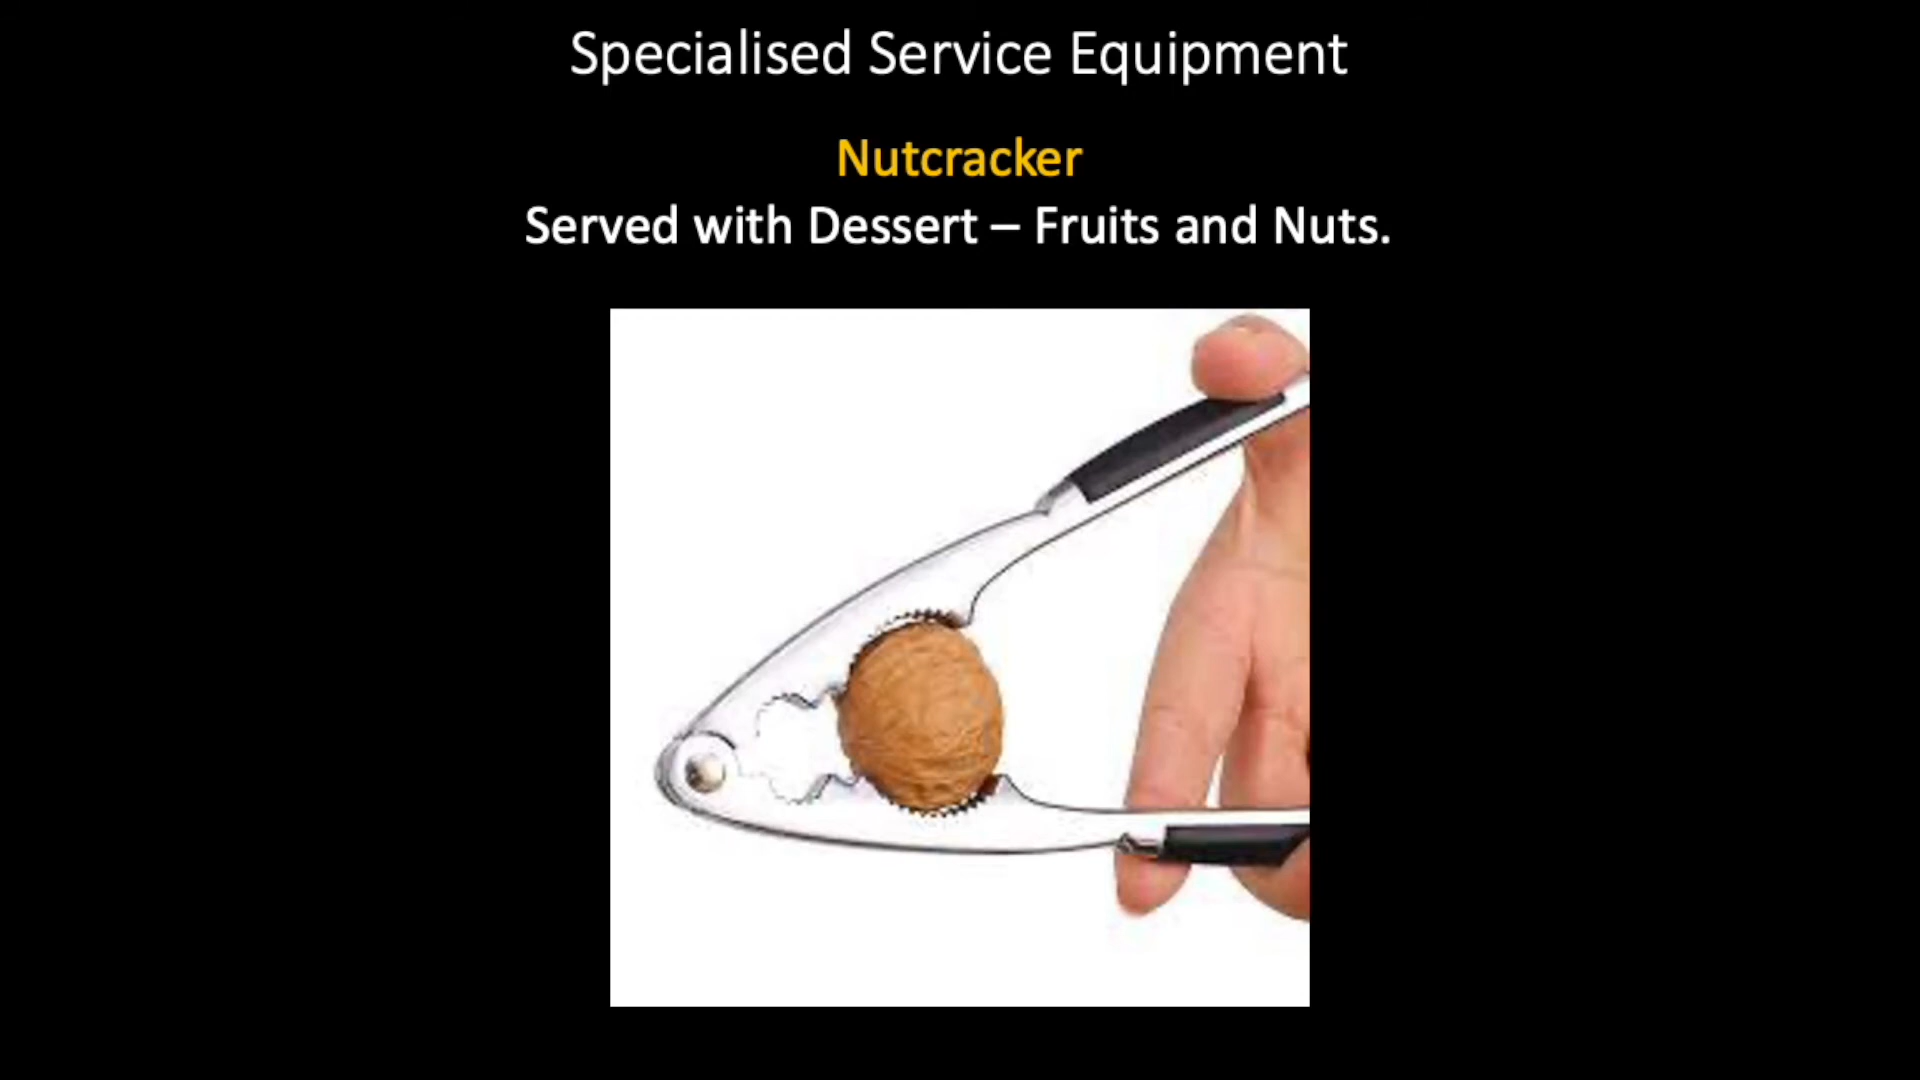 Specialised Service Equipment
Nutcracker
Served with Dessert – Fruits and Nuts.